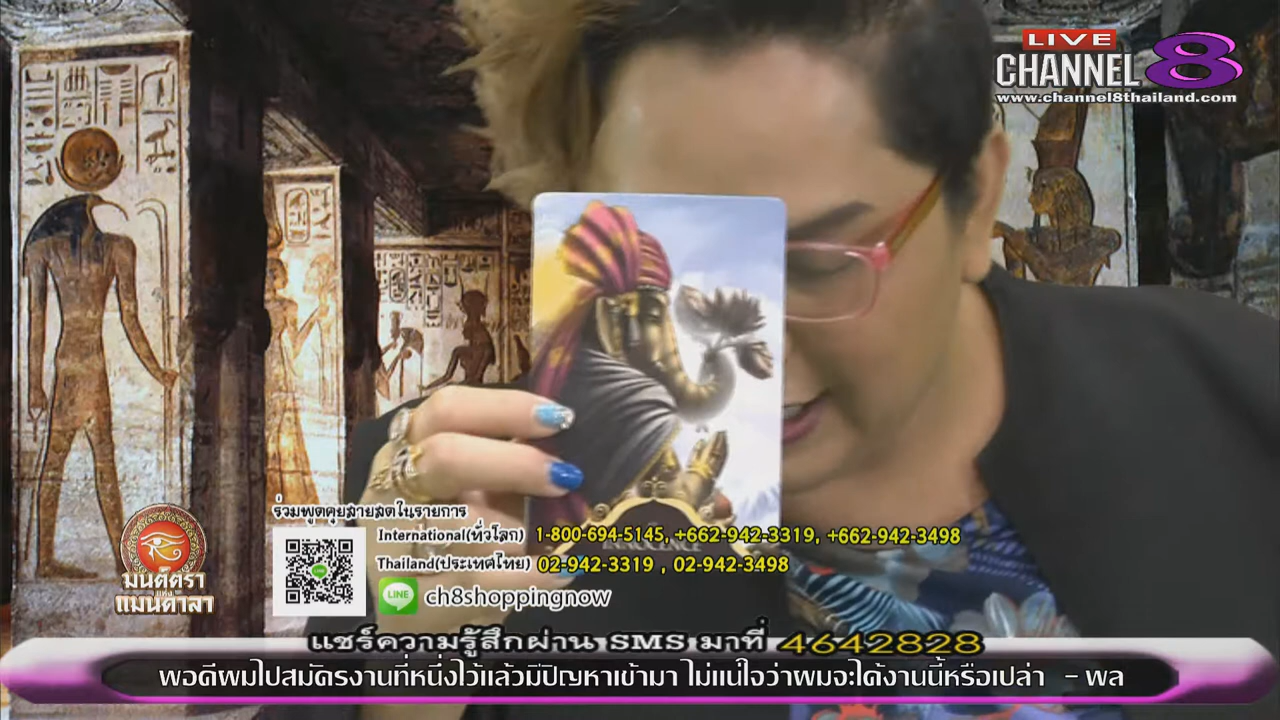 LIVE
CHANNEL 8
www.channel8thailand.com
INNOCENCE
ร่วมพูดคุยสายสดในรายการ
International(ทั่วโลก) 1-800-694-5145, +662-942-3319, +662-942-3498
Thailand(ประเทศไทย) 02-942-3319 , 02-942-3498
LINE ch8shoppingnow
มนต์ตรา
แห่ง
แมนดาลา
แชร์ความรู้สึกผ่าน SMS มาที่ 4642828
พอดีผมไปสมัครงานที่หนึ่งไว้แล้วมีปัญหาเข้ามา ไม่แน่ใจว่าผมจะได้งานนี้หรือเปล่า - พล